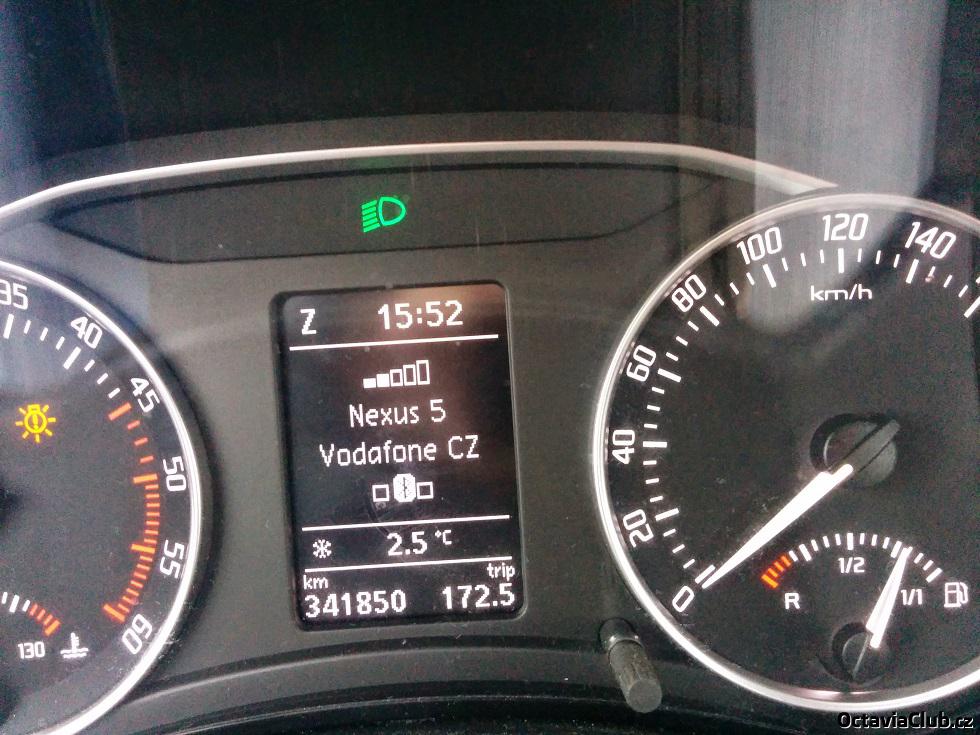 Z 15:52
Nexus 5
Vodafone CZ
2.5 °C
km trip
341850 172.5
35
40
45
50
55
60
130
0
20
40
60
80
100
120
140
km/h
R 1/2 1/1
OctaviaClub.cz